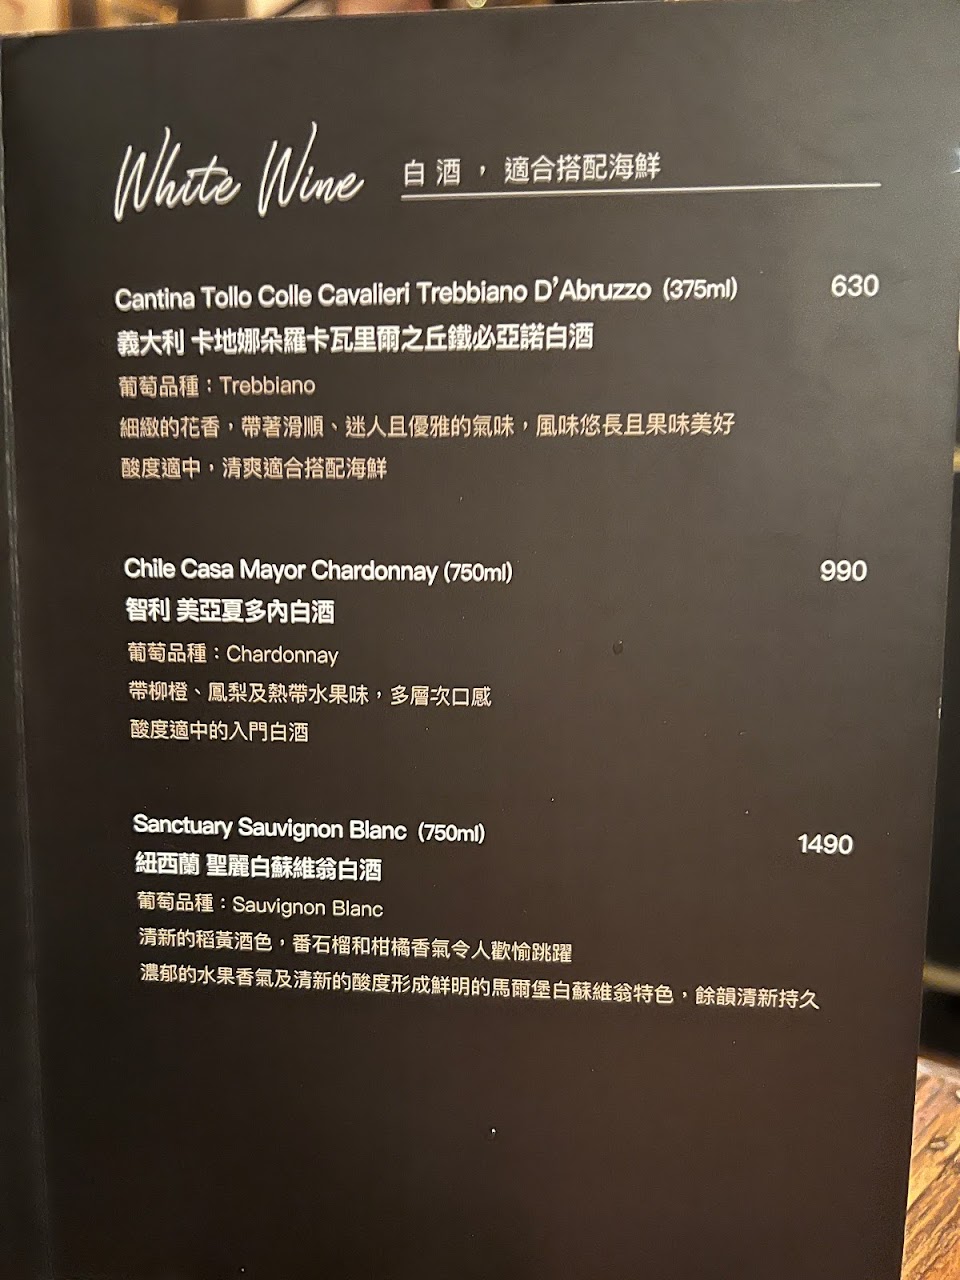 White Wine 白酒，適合搭配海鮮
Cantina Tollo Colle Cavalieri Trebbiano D'Abruzzo (375ml) 630
義大利 卡地娜朵羅卡瓦里爾之丘鐵必亞諾白酒
葡萄品種：Trebbiano
細緻的花香，帶著滑順、迷人且優雅的氣味，風味悠長且果味美好
酸度適中，清爽適合搭配海鮮
Chile Casa Mayor Chardonnay (750ml) 990
智利 美亞夏多內白酒
葡萄品種：Chardonnay
帶柳橙、鳳梨及熱帶水果味，多層次口感
酸度適中的入門白酒
Sanctuary Sauvignon Blanc (750ml) 1490
紐西蘭 聖麗白蘇維翁白酒
葡萄品種：Sauvignon Blanc
清新的稻黃酒色，番石榴和柑橘香氣令人歡愉跳躍
濃郁的水果香氣及清新的酸度形成鮮明的馬爾堡白蘇維翁特色，餘韻清新持久